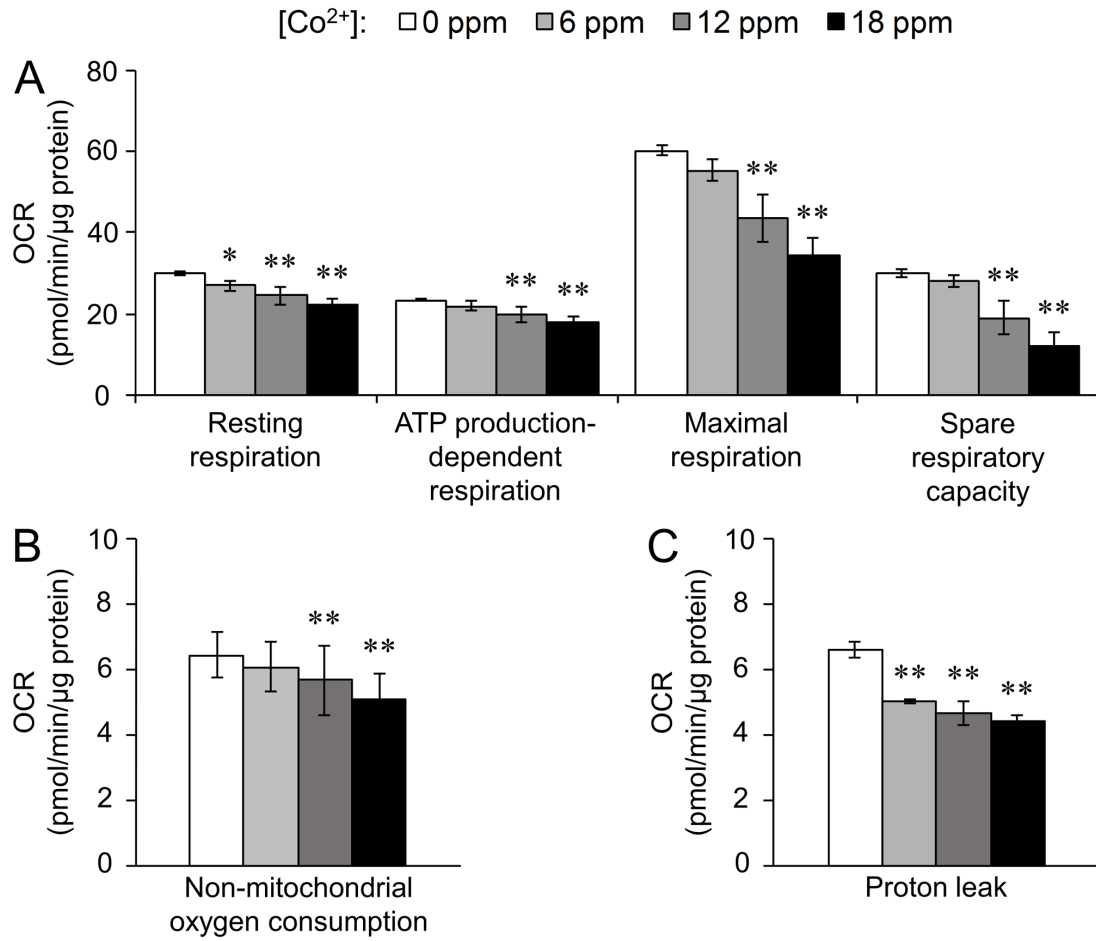 [Co²⁺]: 0 ppm 6 ppm 12 ppm 18 ppm
A
OCR
(pmol/min/µg protein)
80
60
40
20
0
* ** **
** **
** **
** **
Resting
respiration
ATP production-
dependent
respiration
Maximal
respiration
Spare
respiratory
capacity
B
OCR
(pmol/min/µg protein)
10
8
6
4
2
0
** **
Non-mitochondrial
oxygen consumption
C
OCR
(pmol/min/µg protein)
10
8
6
4
2
0
** ** **
Proton leak